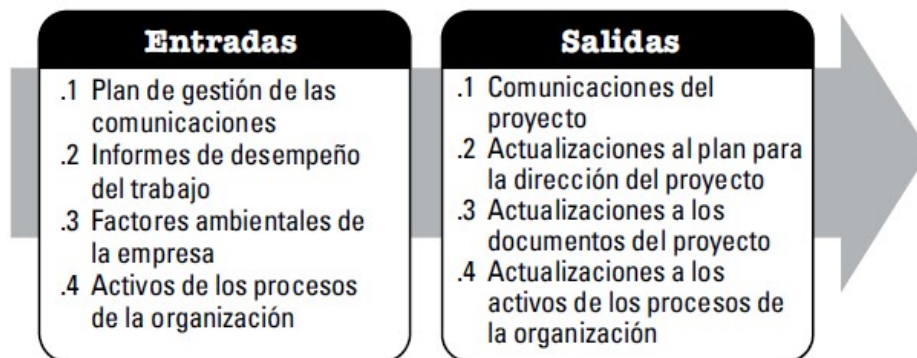 Entradas
.1 Plan de gestión de las
comunicaciones
.2 Informes de desempeño
del trabajo
.3 Factores ambientales de
la empresa
.4 Activos de los procesos
de la organización
Salidas
.1 Comunicaciones del
proyecto
.2 Actualizaciones al plan para
la dirección del proyecto
.3 Actualizaciones a los
documentos del proyecto
.4 Actualizaciones a los
activos de los procesos de
la organización